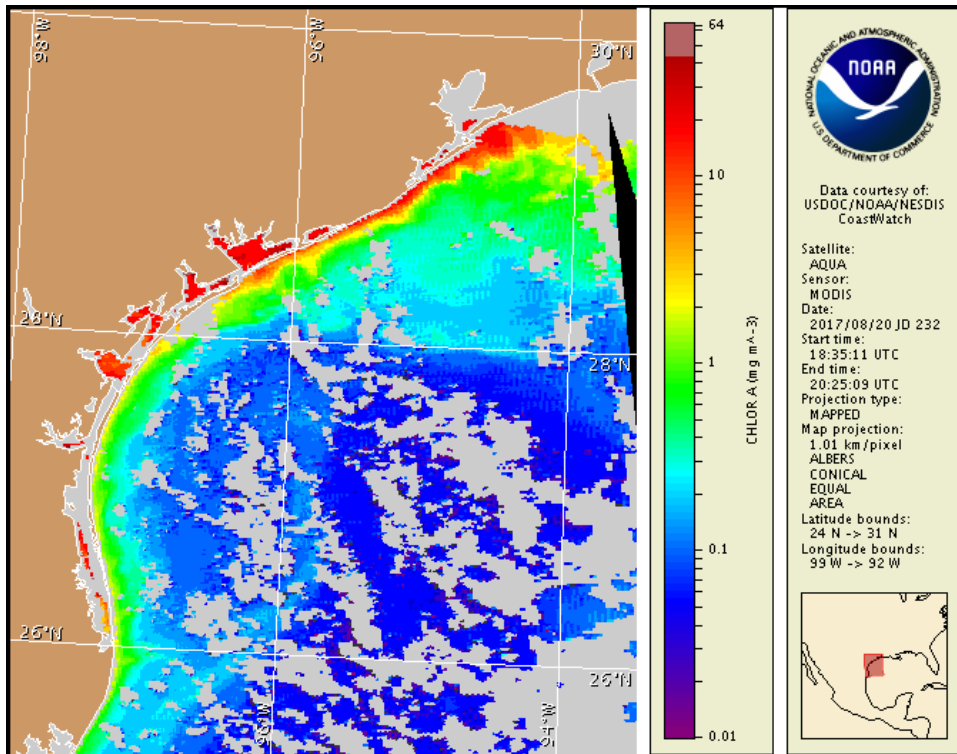 98°W
96°W
30°N
28°N
28°N
26°N
26°N
96°W
94°W
64
10
1
0.1
0.01
CHLOR A (mg m^-3)
NATIONAL OCEANIC AND ATMOSPHERIC ADMINISTRATION
NOAA
U.S. DEPARTMENT OF COMMERCE
Data courtesy of:
USDOC/NOAA/NESDIS
CoastWatch
Satellite:
AQUA
Sensor:
MODIS
Date:
2017/08/20 JD 232
Start time:
18:35:11 UTC
End time:
20:25:09 UTC
Projection type:
MAPPED
Map projection:
1.01 km/pixel
ALBERS
CONICAL
EQUAL
AREA
Latitude bounds:
24 N -> 31 N
Longitude bounds:
99 W -> 92 W